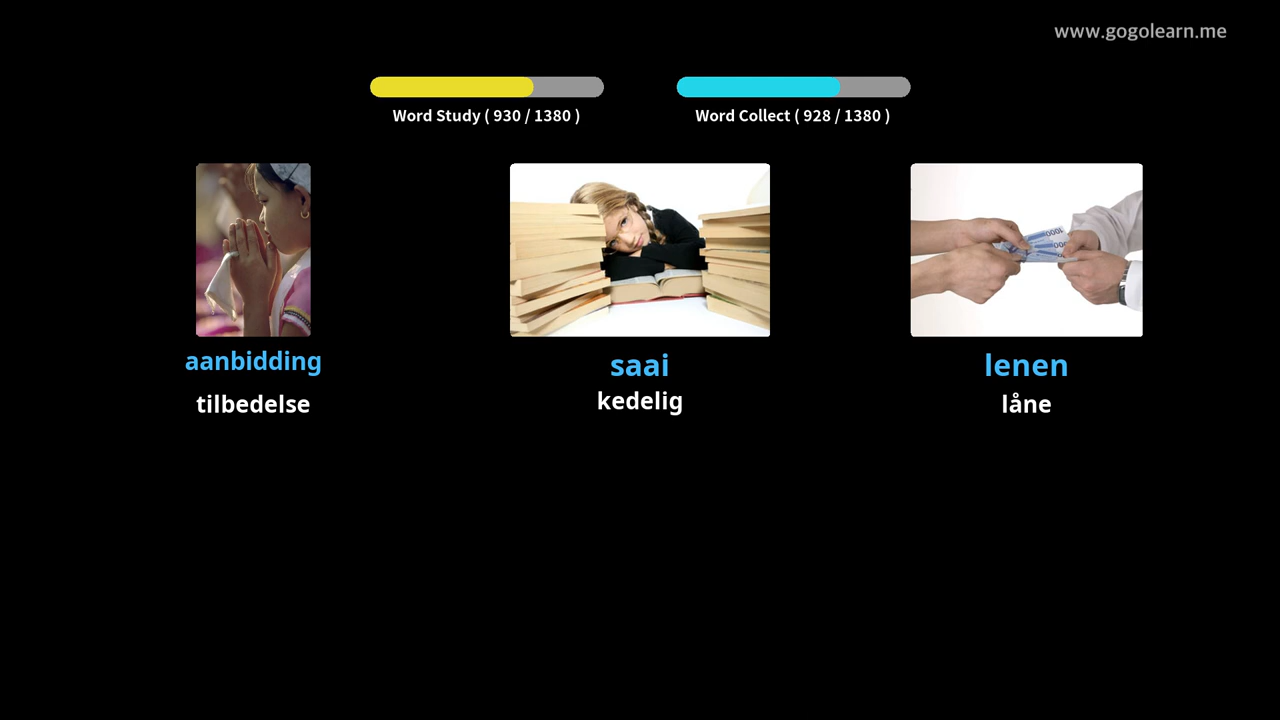 www.gogolearn.me
Word Study ( 930 / 1380 )
Word Collect ( 928 / 1380 )
aanbidding
tilbedelse
saai
kedelig
lenen
låne